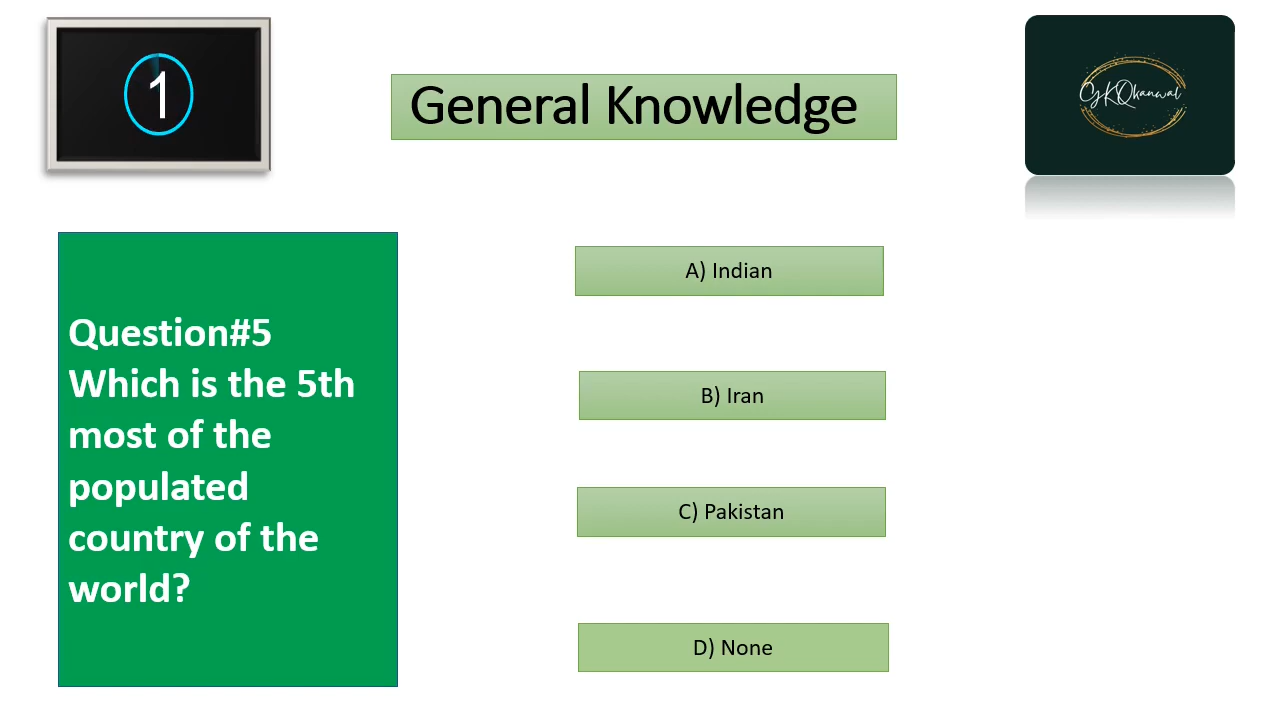 1
General Knowledge
GKQkanwal
Question#5
Which is the 5th
most of the
populated
country of the
world?
A) Indian
B) Iran
C) Pakistan
D) None